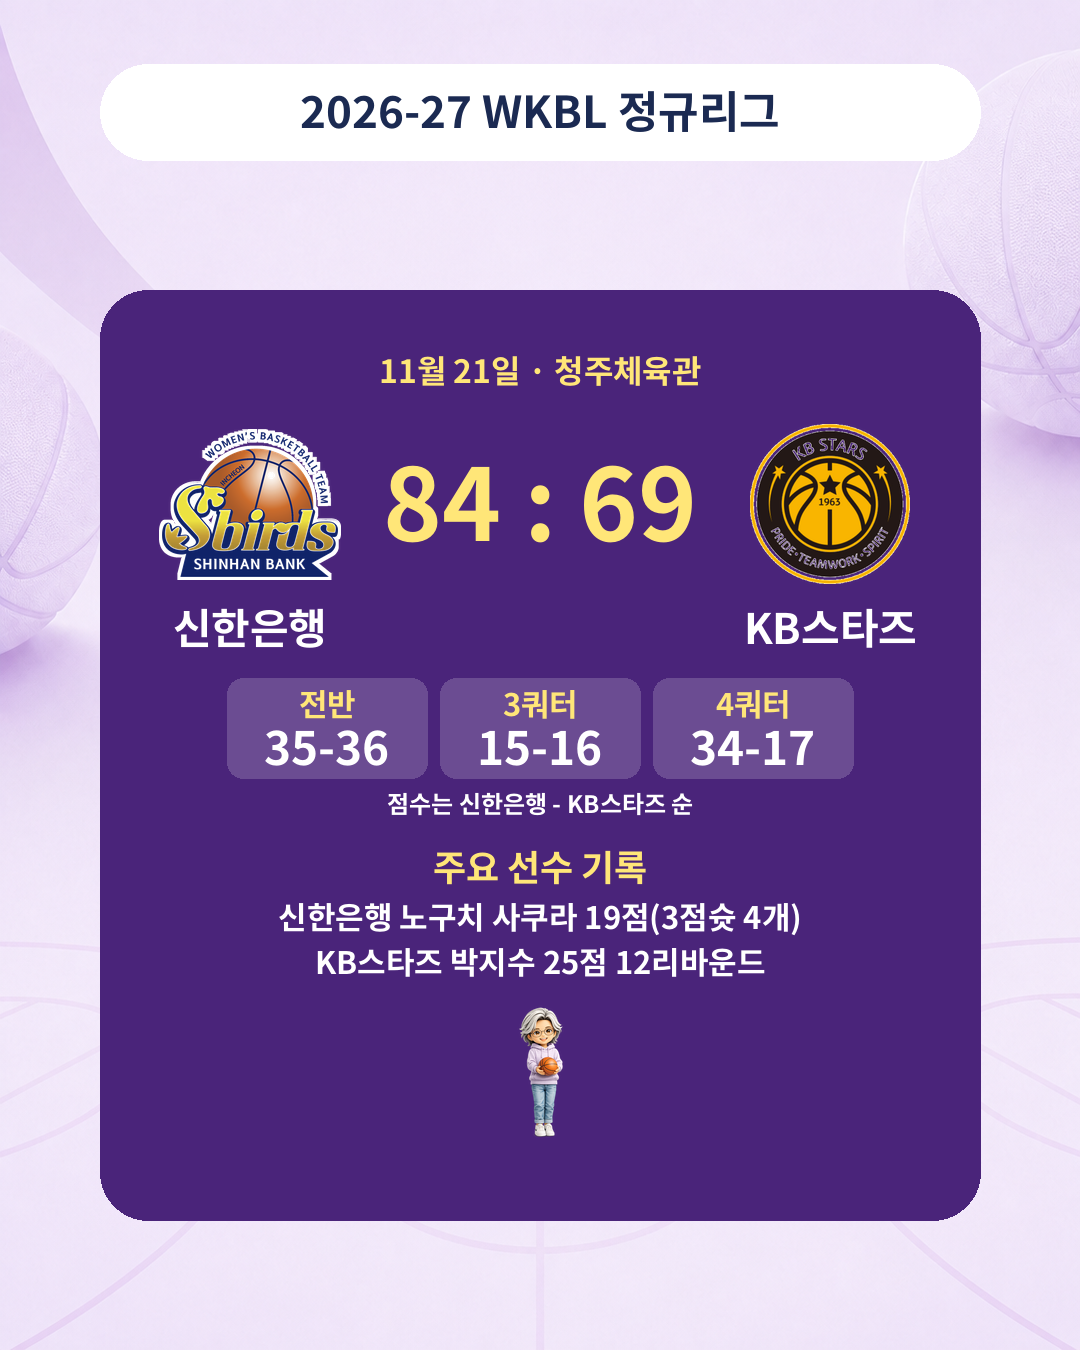 2026-27 WKBL 정규리그
11월 21일 · 청주체육관
WOMEN'S BASKETBALL TEAM
INCHEON
Sbirds
SHINHAN BANK
84 : 69
KB STARS
1963
PRIDE·TEAMWORK·SPIRIT
신한은행
KB스타즈
전반
35-36
3쿼터
15-16
4쿼터
34-17
점수는 신한은행 - KB스타즈 순
주요 선수 기록
신한은행 노구치 사쿠라 19점(3점슛 4개)
KB스타즈 박지수 25점 12리바운드